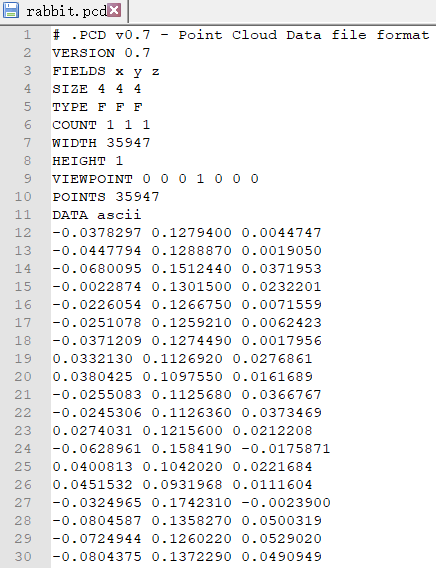 rabbit.pcd
1 # .PCD v0.7 - Point Cloud Data file format
2 VERSION 0.7
3 FIELDS x y z
4 SIZE 4 4 4
5 TYPE F F F
6 COUNT 1 1 1
7 WIDTH 35947
8 HEIGHT 1
9 VIEWPOINT 0 0 0 1 0 0 0
10 POINTS 35947
11 DATA ascii
12 -0.0378297 0.1279400 0.0044747
13 -0.0447794 0.1288870 0.0019050
14 -0.0680095 0.1512440 0.0371953
15 -0.0022874 0.1301500 0.0232201
16 -0.0226054 0.1266750 0.0071559
17 -0.0251078 0.1259210 0.0062423
18 -0.0371209 0.1274490 0.0017956
19 0.0332130 0.1126920 0.0276861
20 0.0380425 0.1097550 0.0161689
21 -0.0255083 0.1125680 0.0366767
22 -0.0245306 0.1126360 0.0373469
23 0.0274031 0.1215600 0.0212208
24 -0.0628961 0.1584190 -0.0175871
25 0.0400813 0.1042020 0.0221684
26 0.0451532 0.0931968 0.0111604
27 -0.0324965 0.1742310 -0.0023900
28 -0.0804587 0.1358270 0.0500319
29 -0.0724944 0.1260220 0.0529020
30 -0.0804375 0.1372290 0.0490949